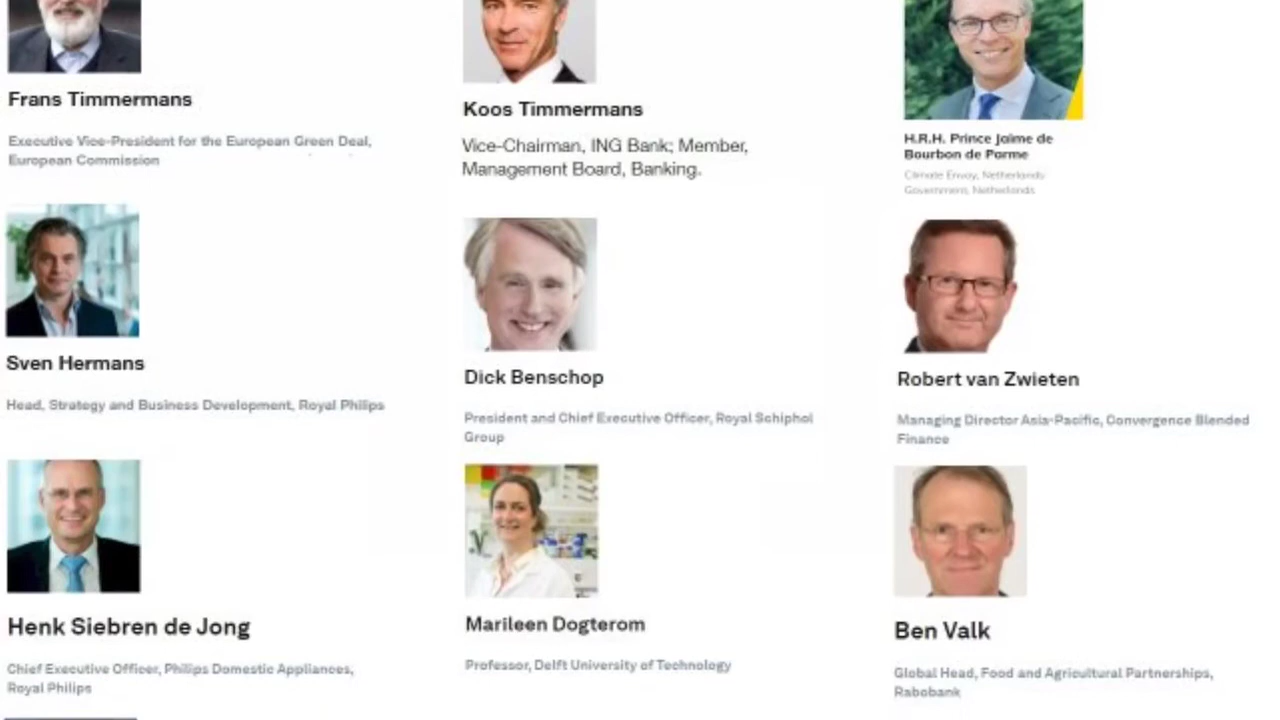 Frans Timmermans
Executive Vice-President for the European Green Deal,
European Commission
Koos Timmermans
Vice-Chairman, ING Bank; Member,
Management Board, Banking.
H.R.H. Prince Jaime de
Bourbon de Parme
Climate Envoy, Netherlands
Government, Netherlands
Sven Hermans
Head, Strategy and Business Development, Royal Philips
Dick Benschop
President and Chief Executive Officer, Royal Schiphol
Group
Robert van Zwieten
Managing Director Asia-Pacific, Convergence Blended
Finance
Henk Siebren de Jong
Chief Executive Officer, Philips Domestic Appliances,
Royal Philips
Marileen Dogterom
Professor, Delft University of Technology
Ben Valk
Global Head, Food and Agricultural Partnerships,
Rabobank